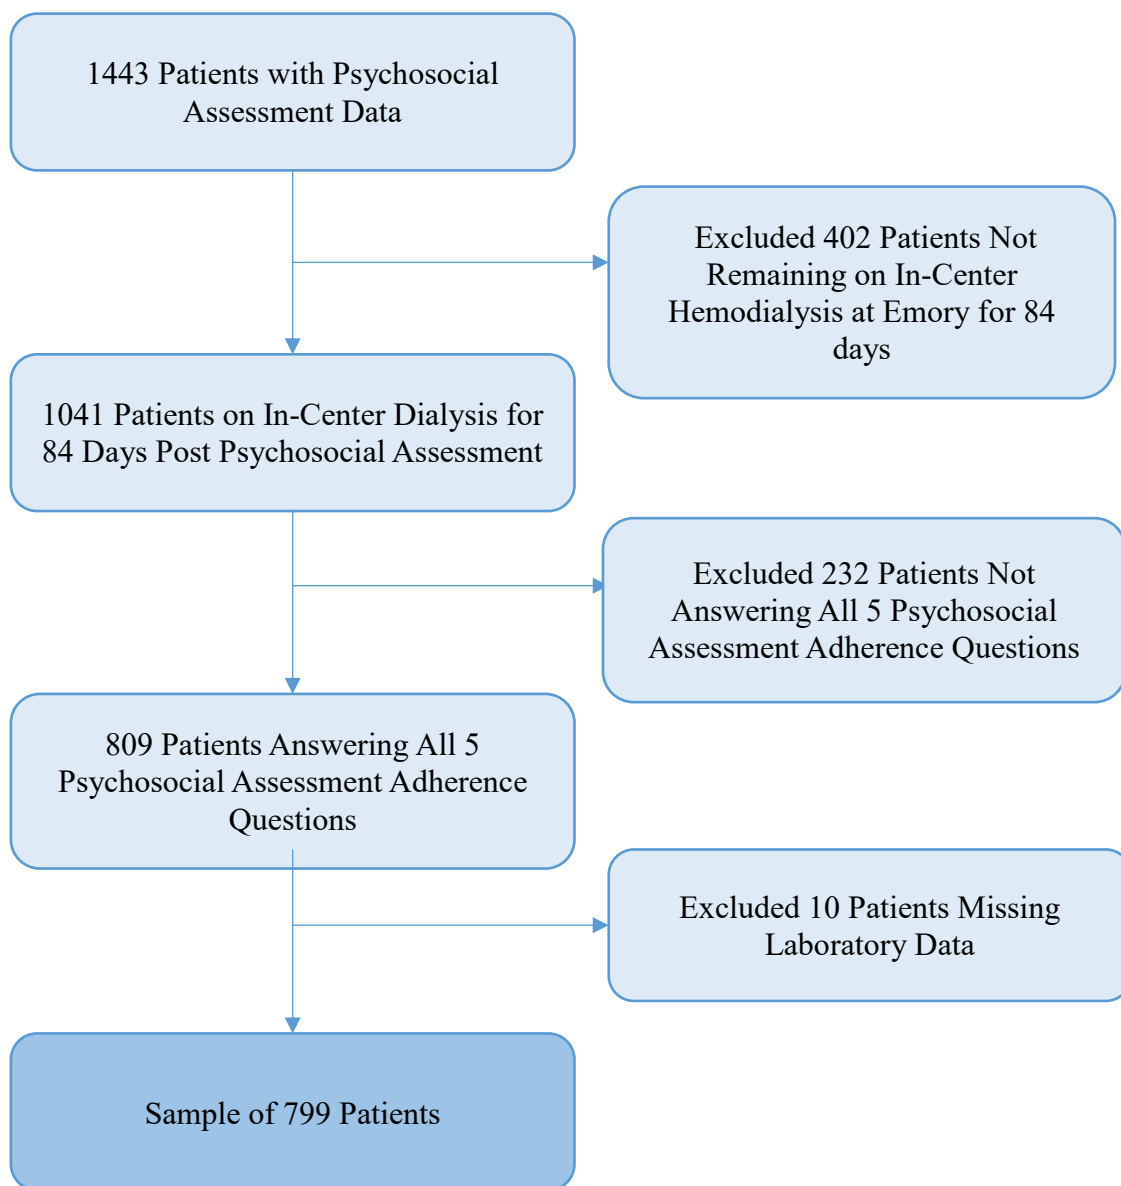 1443 Patients with Psychosocial
Assessment Data
Excluded 402 Patients Not
Remaining on In-Center
Hemodialysis at Emory for 84
days
1041 Patients on In-Center Dialysis for
84 Days Post Psychosocial Assessment
Excluded 232 Patients Not
Answering All 5 Psychosocial
Assessment Adherence Questions
809 Patients Answering All 5
Psychosocial Assessment Adherence
Questions
Excluded 10 Patients Missing
Laboratory Data
Sample of 799 Patients